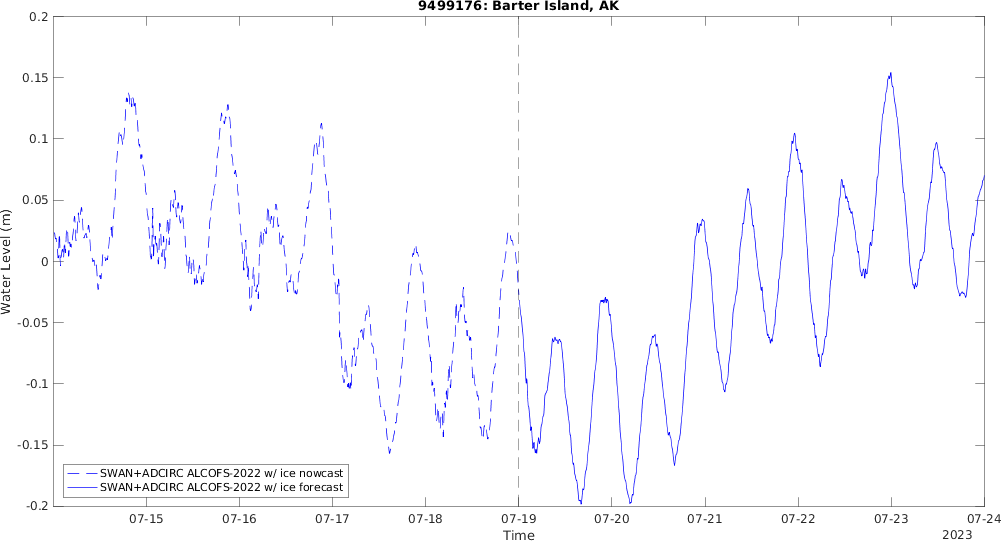 9499176: Barter Island, AK
0.2
0.15
0.1
0.05
0
-0.05
-0.1
-0.15
-0.2
Water Level (m)
SWAN+ADCIRC ALCOFS-2022 w/ ice nowcast
SWAN+ADCIRC ALCOFS-2022 w/ ice forecast
07-15 07-16 07-17 07-18 07-19 07-20 07-21 07-22 07-23 07-24
Time
2023